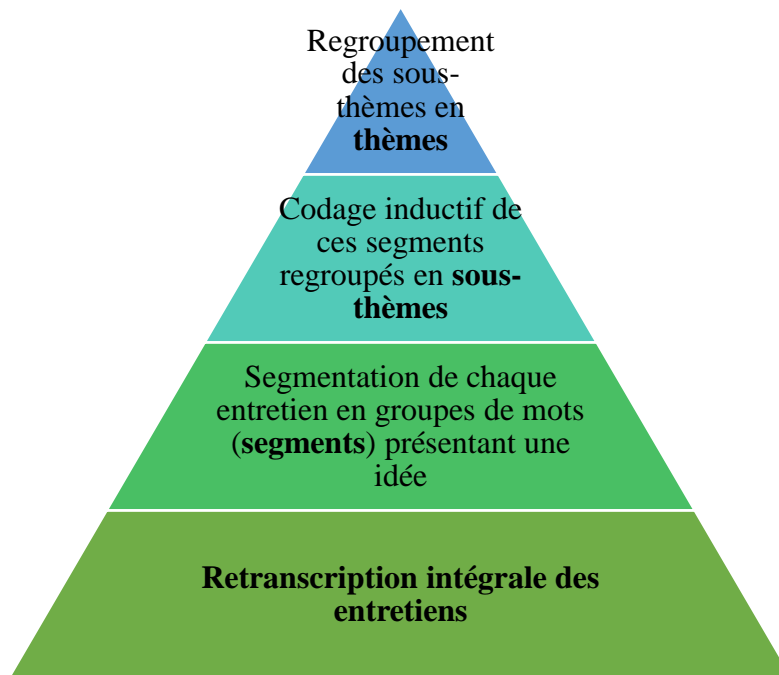 Regroupement
des sous-
thèmes en
thèmes
Codage inductif de
ces segments
regroupés en sous-
thèmes
Segmentation de chaque
entretien en groupes de mots
(segments) présentant une
idée
Retranscription intégrale des
entretiens